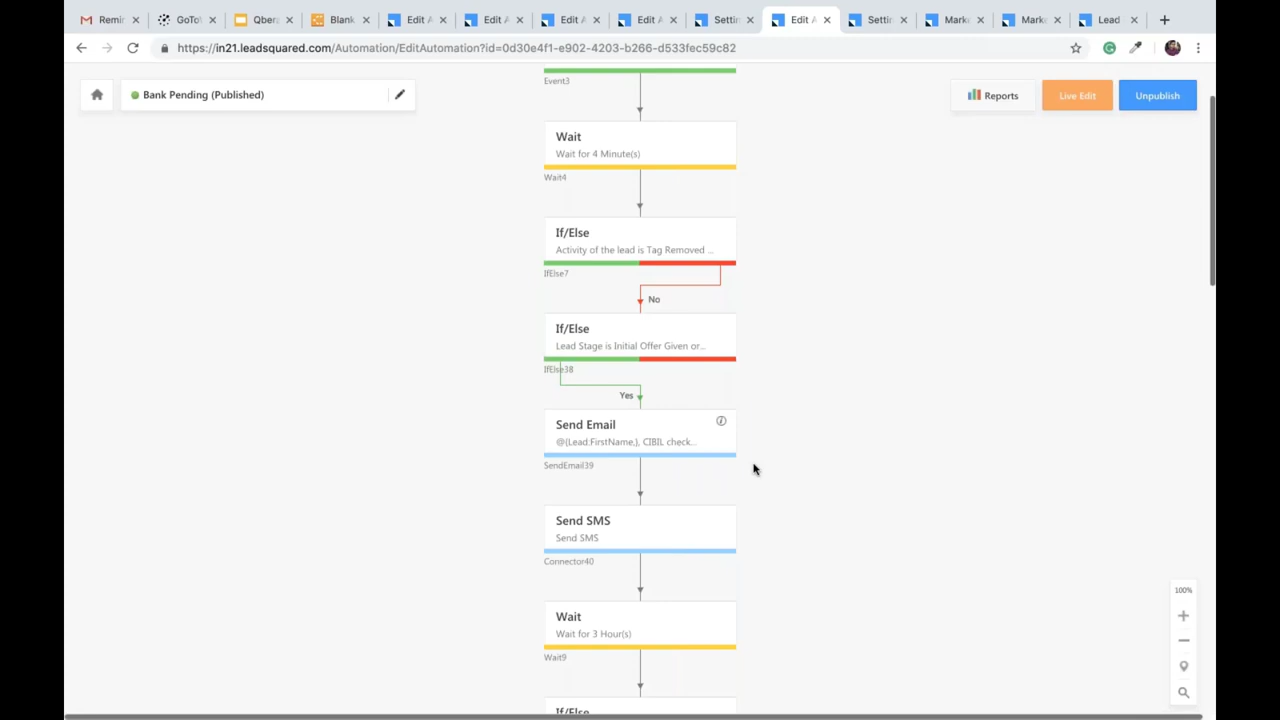 Remin
GoTo
Qber
Blank
Edit A
Edit A
Edit A
Edit A
Settin
Edit A
Settin
Mark
Mark
Lead
https://in21.leadsquared.com/Automation/EditAutomation?id=0d30e4f1-e902-4203-b266-d533fec59c82
Bank Pending (Published)
Reports
Live Edit
Unpublish
Event3
Wait
Wait for 4 Minute(s)
Wait4
If/Else
Activity of the lead is Tag Removed ...
IfElse7
No
If/Else
Lead Stage is Initial Offer Given or...
IfElse38
Yes
Send Email
@{Lead:FirstName,}, CIBIL check...
SendEmail39
Send SMS
Send SMS
Connector40
Wait
Wait for 3 Hour(s)
Wait9
If/Else
100%